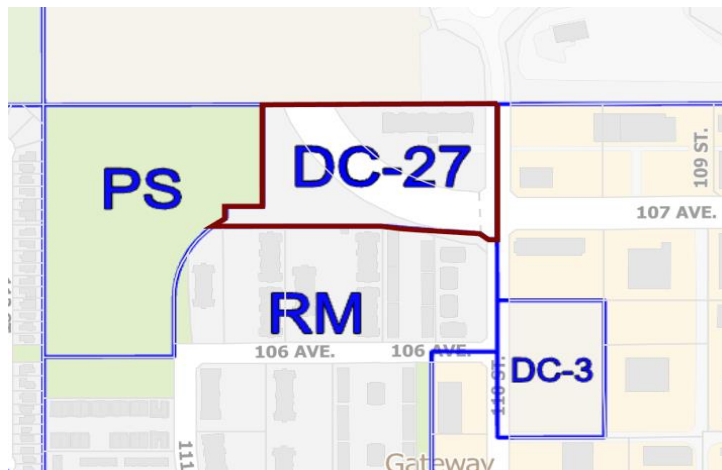 PS
DC-27
109 ST.
107 AVE.
RM
106 AVE.
106 AVE.
DC-3
110 ST.
111
Gateway